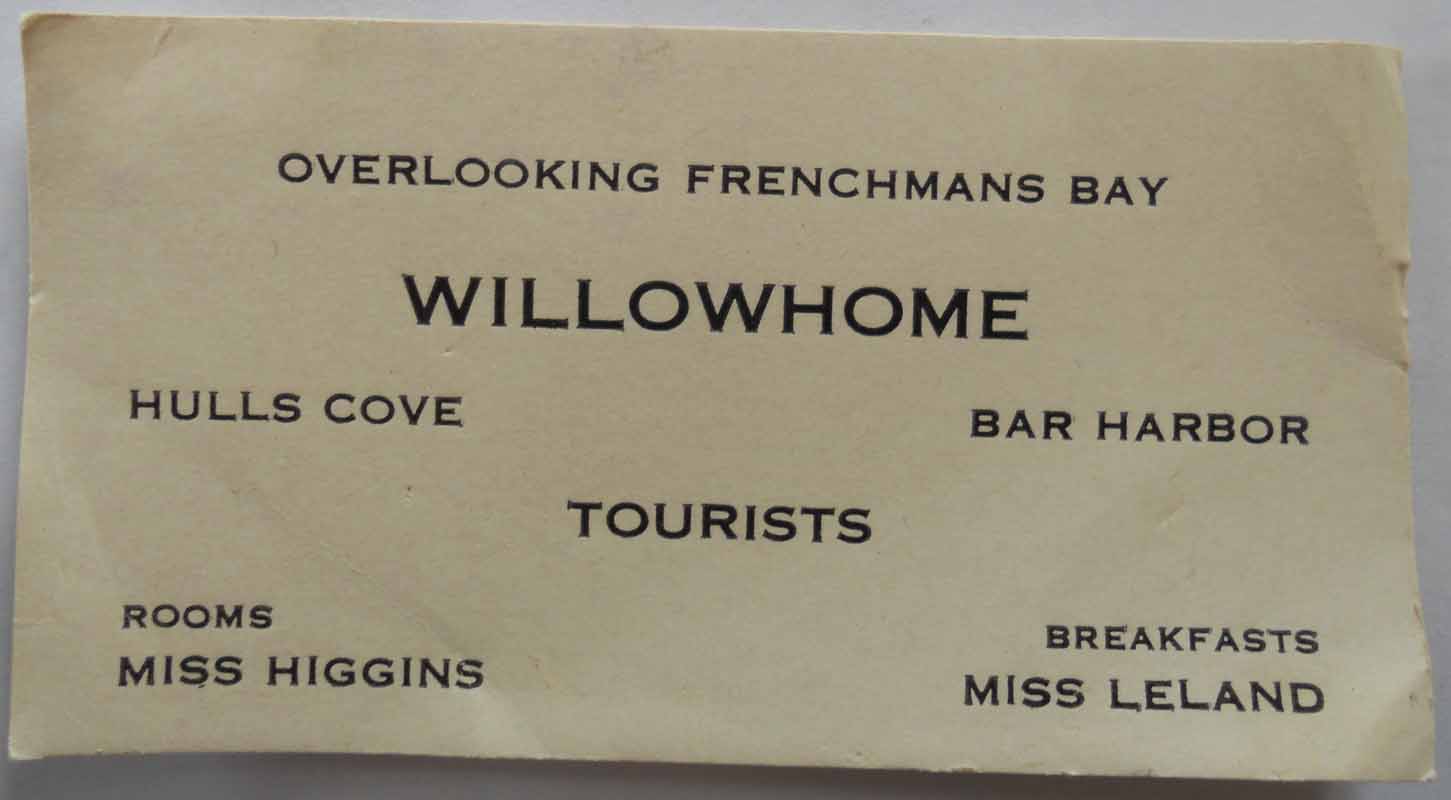 OVERLOOKING FRENCHMANS BAY
WILLOWHOME
HULLS COVE BAR HARBOR
TOURISTS
ROOMS BREAKFASTS
MISS HIGGINS MISS LELAND